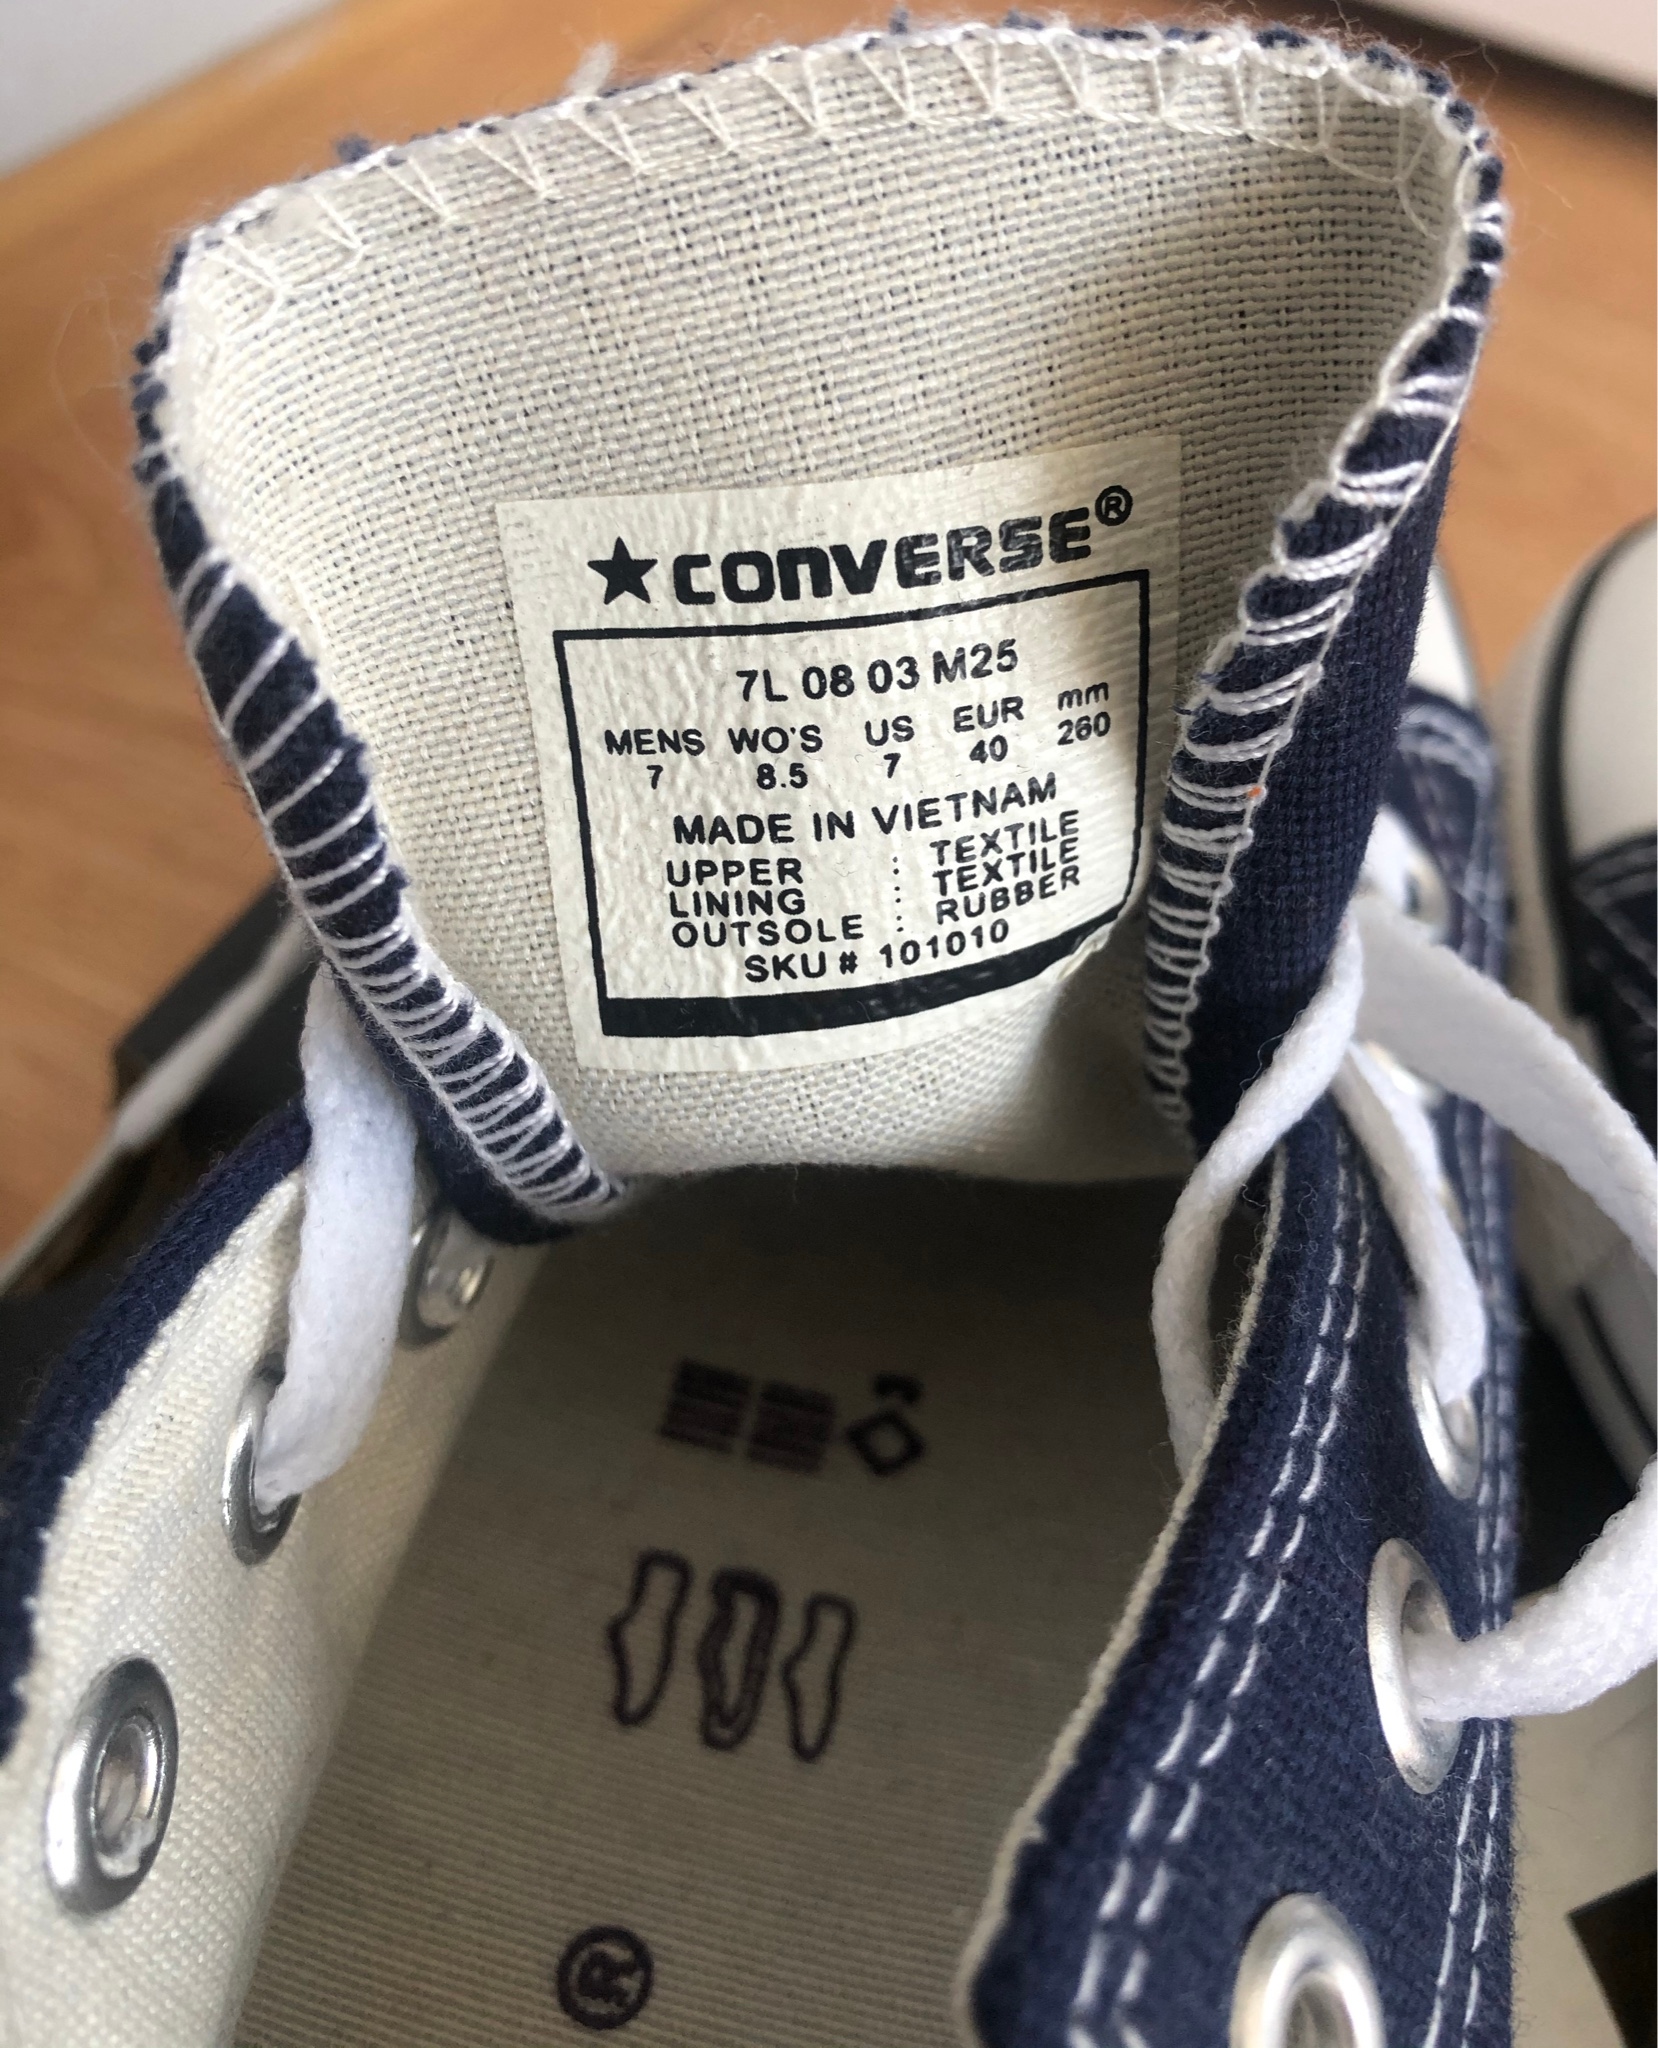 ★CONVERSE®
7L 08 03 M25
MENS WO'S US EUR mm
7 8.5 7 40 260
MADE IN VIETNAM
UPPER : TEXTILE
LINING : TEXTILE
OUTSOLE : RUBBER
SKU # 101010
®